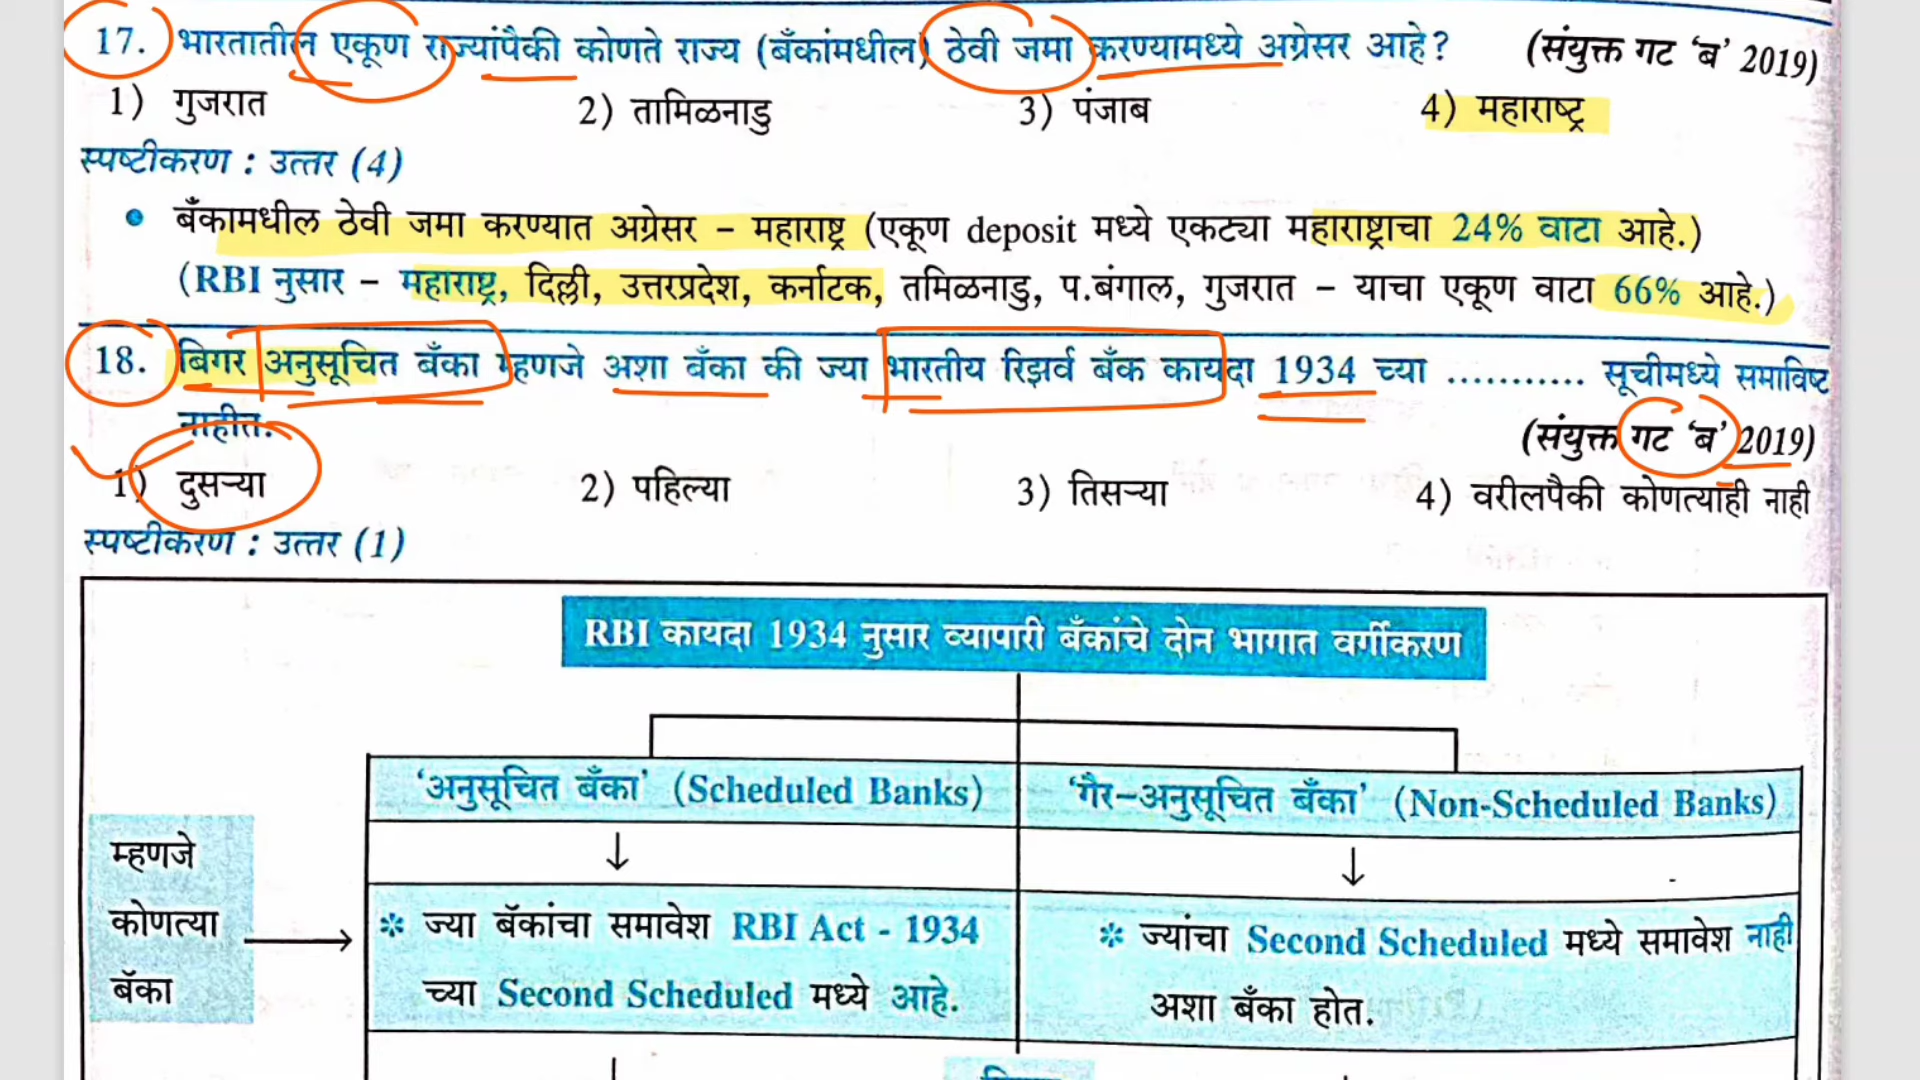 17. भारतातील एकूण राज्यांपैकी कोणते राज्य (बँकांमधील) ठेवी जमा करण्यामध्ये अग्रेसर आहे? (संयुक्त गट ‘ब’ 2019)
1) गुजरात 2) तामिळनाडु 3) पंजाब 4) महाराष्ट्र
स्पष्टीकरण : उत्तर (4)
● बँकामधील ठेवी जमा करण्यात अग्रेसर – महाराष्ट्र (एकूण deposit मध्ये एकट्या महाराष्ट्राचा 24% वाटा आहे.)
(RBI नुसार – महाराष्ट्र, दिल्ली, उत्तरप्रदेश, कर्नाटक, तमिळनाडु, प.बंगाल, गुजरात – याचा एकूण वाटा 66% आहे.)
18. बिगर अनुसूचित बँका म्हणजे अशा बँका की ज्या भारतीय रिझर्व बँक कायदा 1934 च्या ........... सूचीमध्ये समाविष्ट
नाहीत. (संयुक्त गट ‘ब’ 2019)
1) दुसऱ्या 2) पहिल्या 3) तिसऱ्या 4) वरीलपैकी कोणत्याही नाही
स्पष्टीकरण : उत्तर (1)
RBI कायदा 1934 नुसार व्यापारी बँकांचे दोन भागात वर्गीकरण
‘अनुसूचित बँका’ (Scheduled Banks) ‘गैर–अनुसूचित बँका’ (Non-Scheduled Banks)
म्हणजे
कोणत्या
बॅका
* ज्या बॅकांचा समावेश RBI Act - 1934
च्या Second Scheduled मध्ये आहे.
* ज्यांचा Second Scheduled मध्ये समावेश नाही
अशा बँका होत.